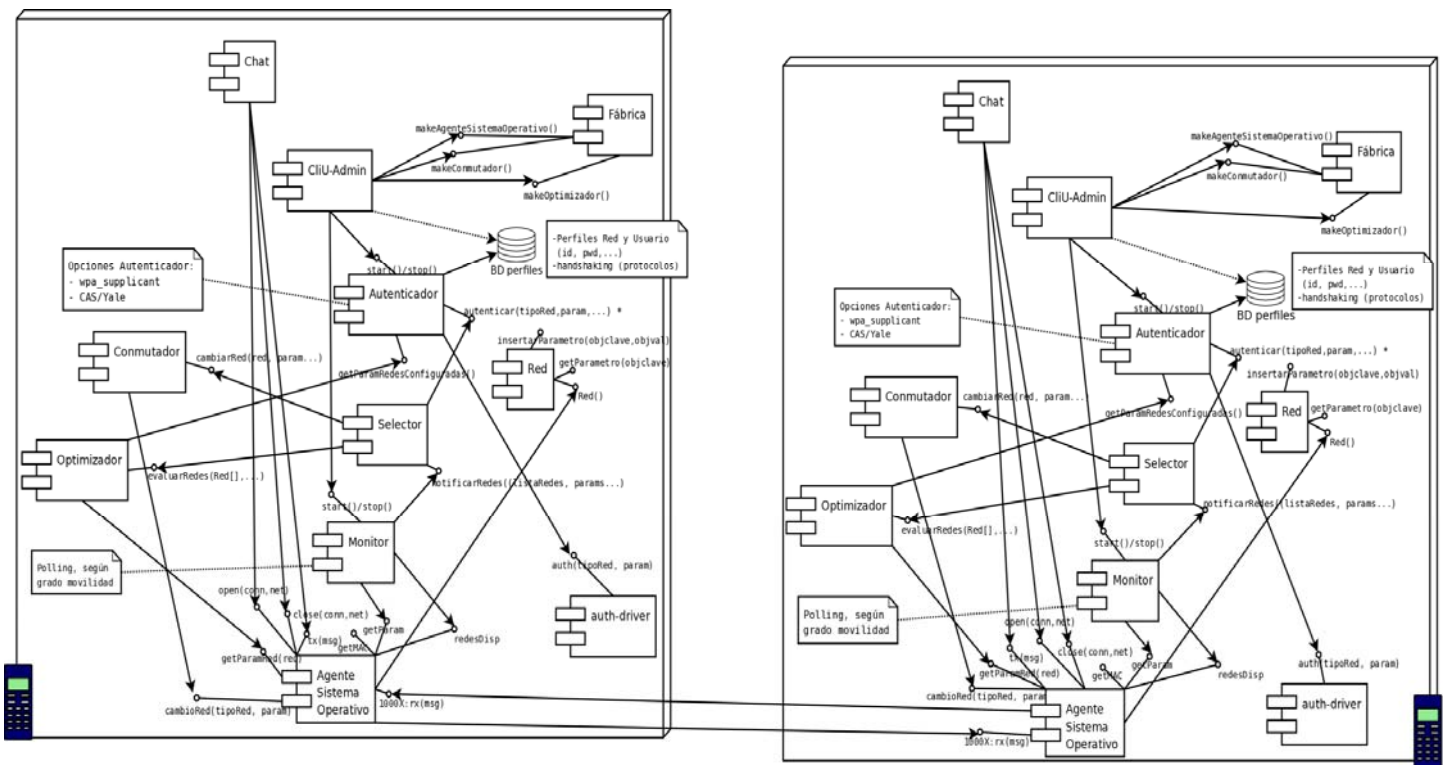 Chat
Fábrica
makeAgenteSistemaOperativo()
makeConmutador()
CliU-Admin
makeOptimizador()
-Perfiles Red y Usuario
(id, pwd,...)
-handshaking (protocolos)
BD perfiles
Opciones Autenticador:
- wpa_supplicant
- CAS/Yale
start()/stop()
Autenticador
autenticar(tipoRed,param,...) *
insertarParametro(objclave,objval)
Conmutador
cambiarRed(red, param...)
getParametro(objclave)
Red
getParamRedesConfiguradas()
Red()
Selector
Optimizador
evaluarRedes(Red[],...)
notificarRedes((listaRedes, params...)
start()/stop()
Monitor
Polling, según
grado movilidad
auth(tipoRed, param)
open(conn,net)
close(conn,net)
auth-driver
getParam
tx(msg)
redesDisp
getMAC
getParamRed(red)
Agente
Sistema
Operativo
1000X:rx(msg)
cambioRed(tipoRed, param)
Chat
makeAgenteSistemaOperativo()
Fábrica
makeConmutador()
CliU-Admin
makeOptimizador()
-Perfiles Red y Usuario
(id, pwd,...)
-handshaking (protocolos)
BD perfiles
Opciones Autenticador:
- wpa_supplicant
- CAS/Yale
start()/stop()
Autenticador
autenticar(tipoRed,param,...) *
insertarParametro(objclave,objval)
Conmutador
cambiarRed(red, param...)
getParamRedesConfiguradas()
Red
getParametro(objclave)
Red()
Selector
Optimizador
evaluarRedes(Red[],...)
notificarRedes((listaRedes, params...)
start()/stop()
Monitor
Polling, según
grado movilidad
open(conn,net)
close(conn,net)
tx(msg)
getParam
auth(tipoRed, param)
getParamRed(red)
getMAC
redesDisp
cambioRed(tipoRed, param
auth-driver
Agente
Sistema
Operativo
1000X:rx(msg)